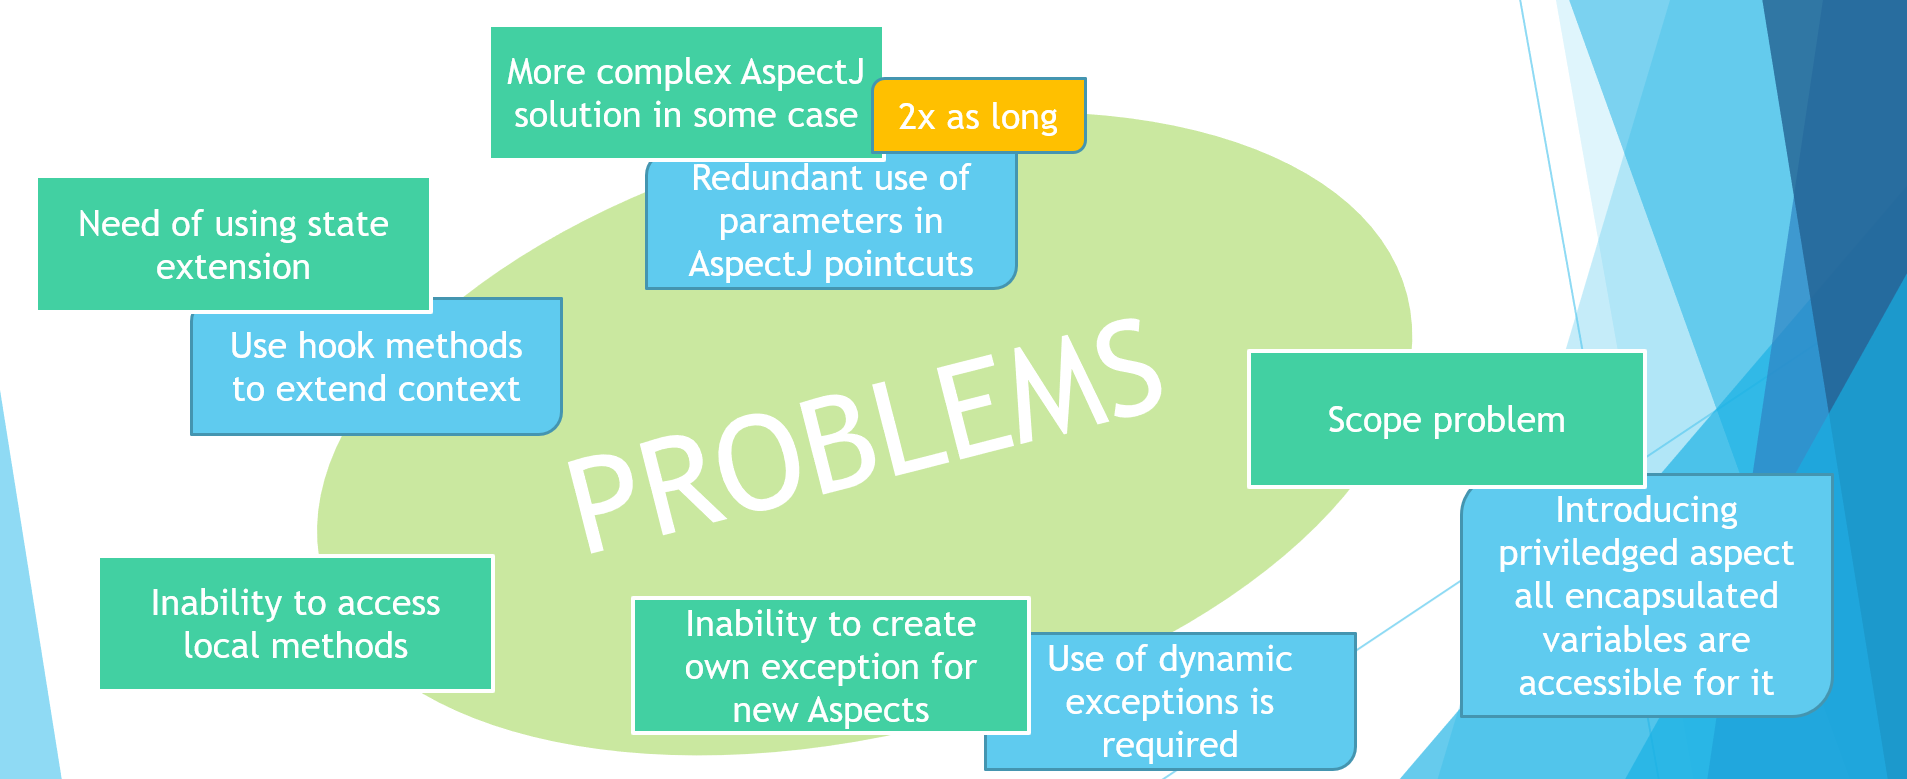 More complex AspectJ
solution in some case
2x as long
Redundant use of
parameters in
AspectJ pointcuts
Need of using state
extension
Use hook methods
to extend context
PROBLEMS
Scope problem
Introducing
priviledged aspect
all encapsulated
variables are
accessible for it
Inability to access
local methods
Inability to create
own exception for
new Aspects
Use of dynamic
exceptions is
required